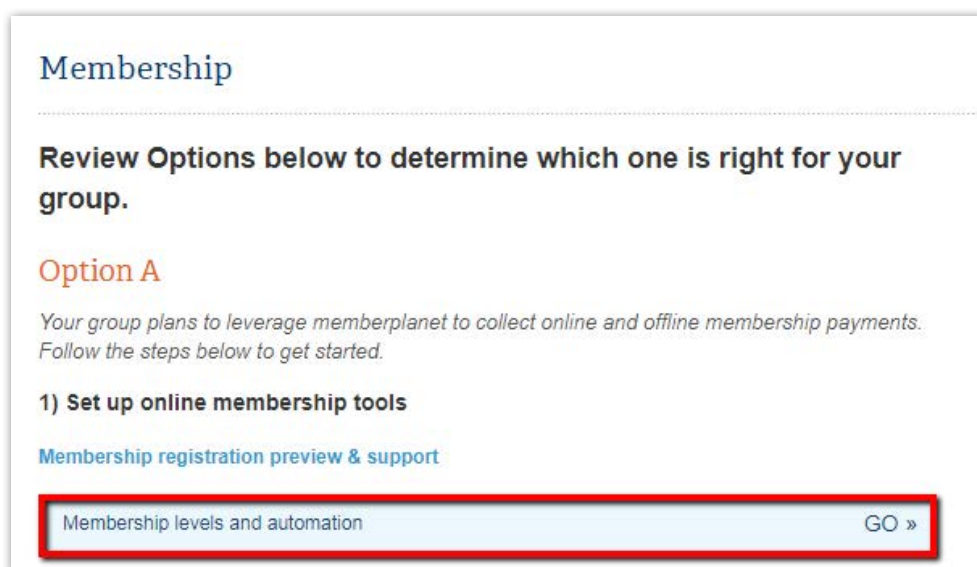 Membership
Review Options below to determine which one is right for your
group.
Option A
Your group plans to leverage memberplanet to collect online and offline membership payments.
Follow the steps below to get started.
1) Set up online membership tools
Membership registration preview & support
Membership levels and automation GO »